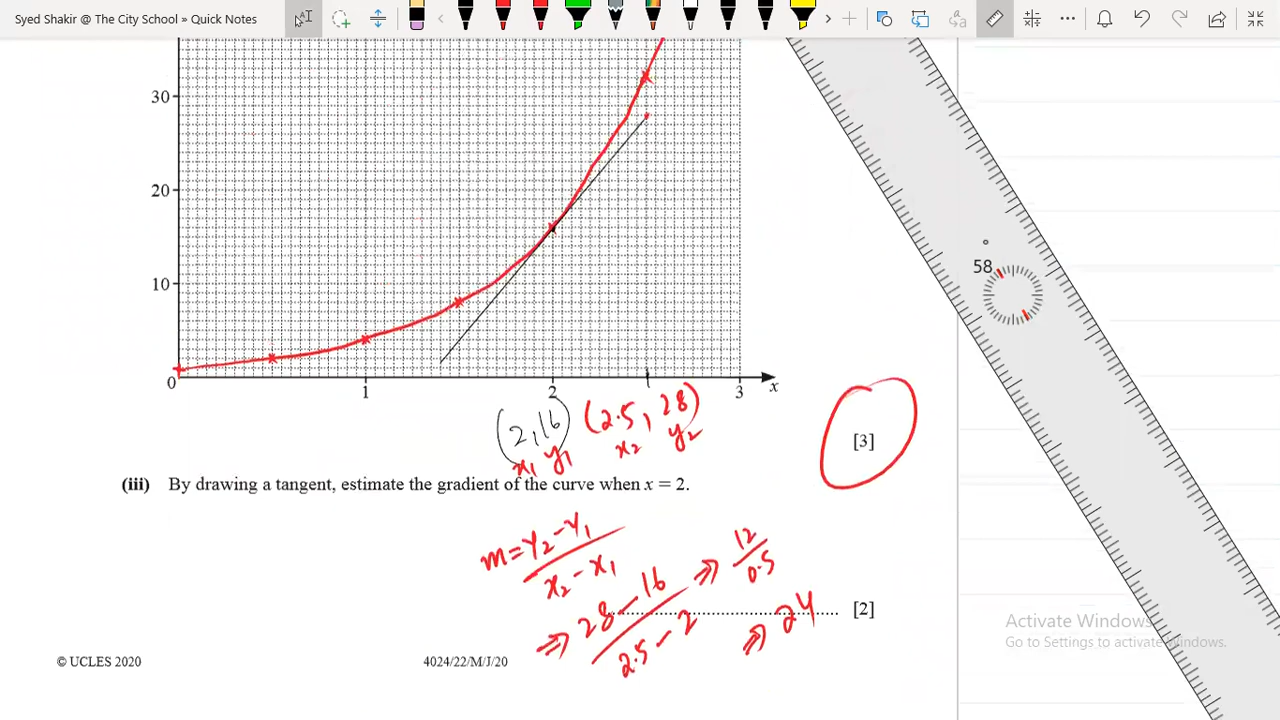 Syed Shakir @ The City School » Quick Notes
30
20
10
0
1
2
3
x
58
(2,16) (2.5, 28)
x₁ y₁ x₂ y₂
[3]
(iii) By drawing a tangent, estimate the gradient of the curve when x = 2.
m = y₂ - y₁ / x₂ - x₁
⇒ 28 - 16 / 2.5 - 2 ⇒ 12 / 0.5
⇒ 24
[2]
Activate Windows
Go to Settings to activate Windows.
© UCLES 2020
4024/22/M/J/20